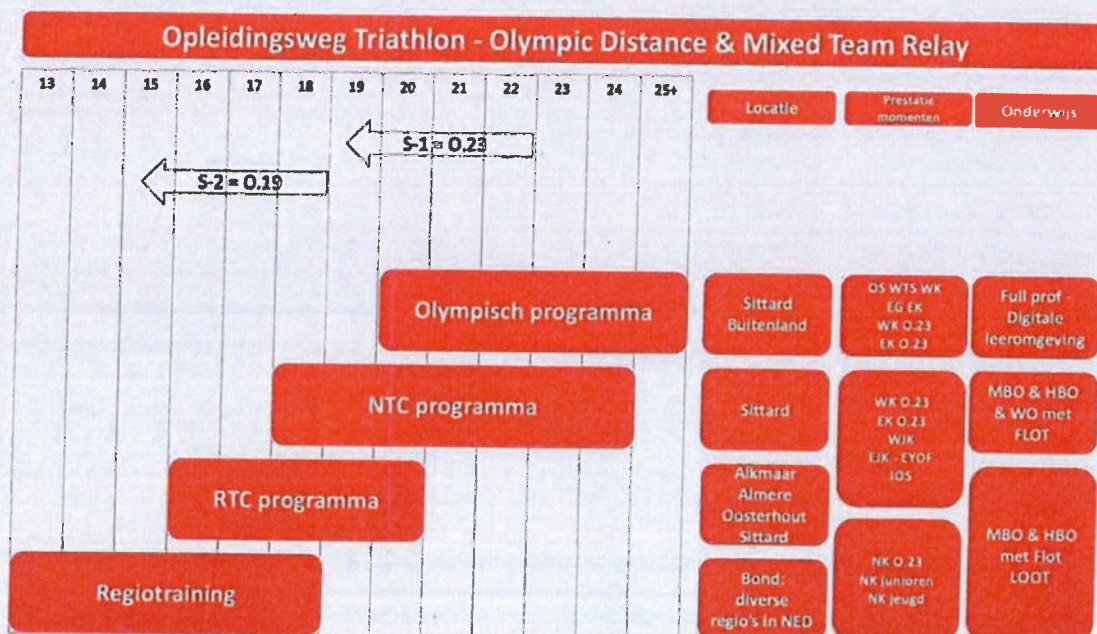 Opleidingsweg Triathlon - Olympic Distance & Mixed Team Relay
13 14 15 16 17 18 19 20 21 22 23 24 25+
Locatie
Prestatie
momenten
Onderwijs
S-1 = O.23
S-2 = O.19
Olympisch programma
Sittard
Buitenland
OS WTS WK
EG EK
WK O.23
EK O.23
Full prof -
Digitale
leeromgeving
NTC programma
Sittard
WK O.23
EK O.23
WJK
EJK - EYOF
JOS
MBO & HBO
& WO met
FLOT
RTC programma
Alkmaar
Almere
Oosterhout
Sittard
MBO & HBO
met Flot
LOOT
Regiotraining
Bond:
diverse
regio's in NED
NK O.23
NK junioren
NK jeugd